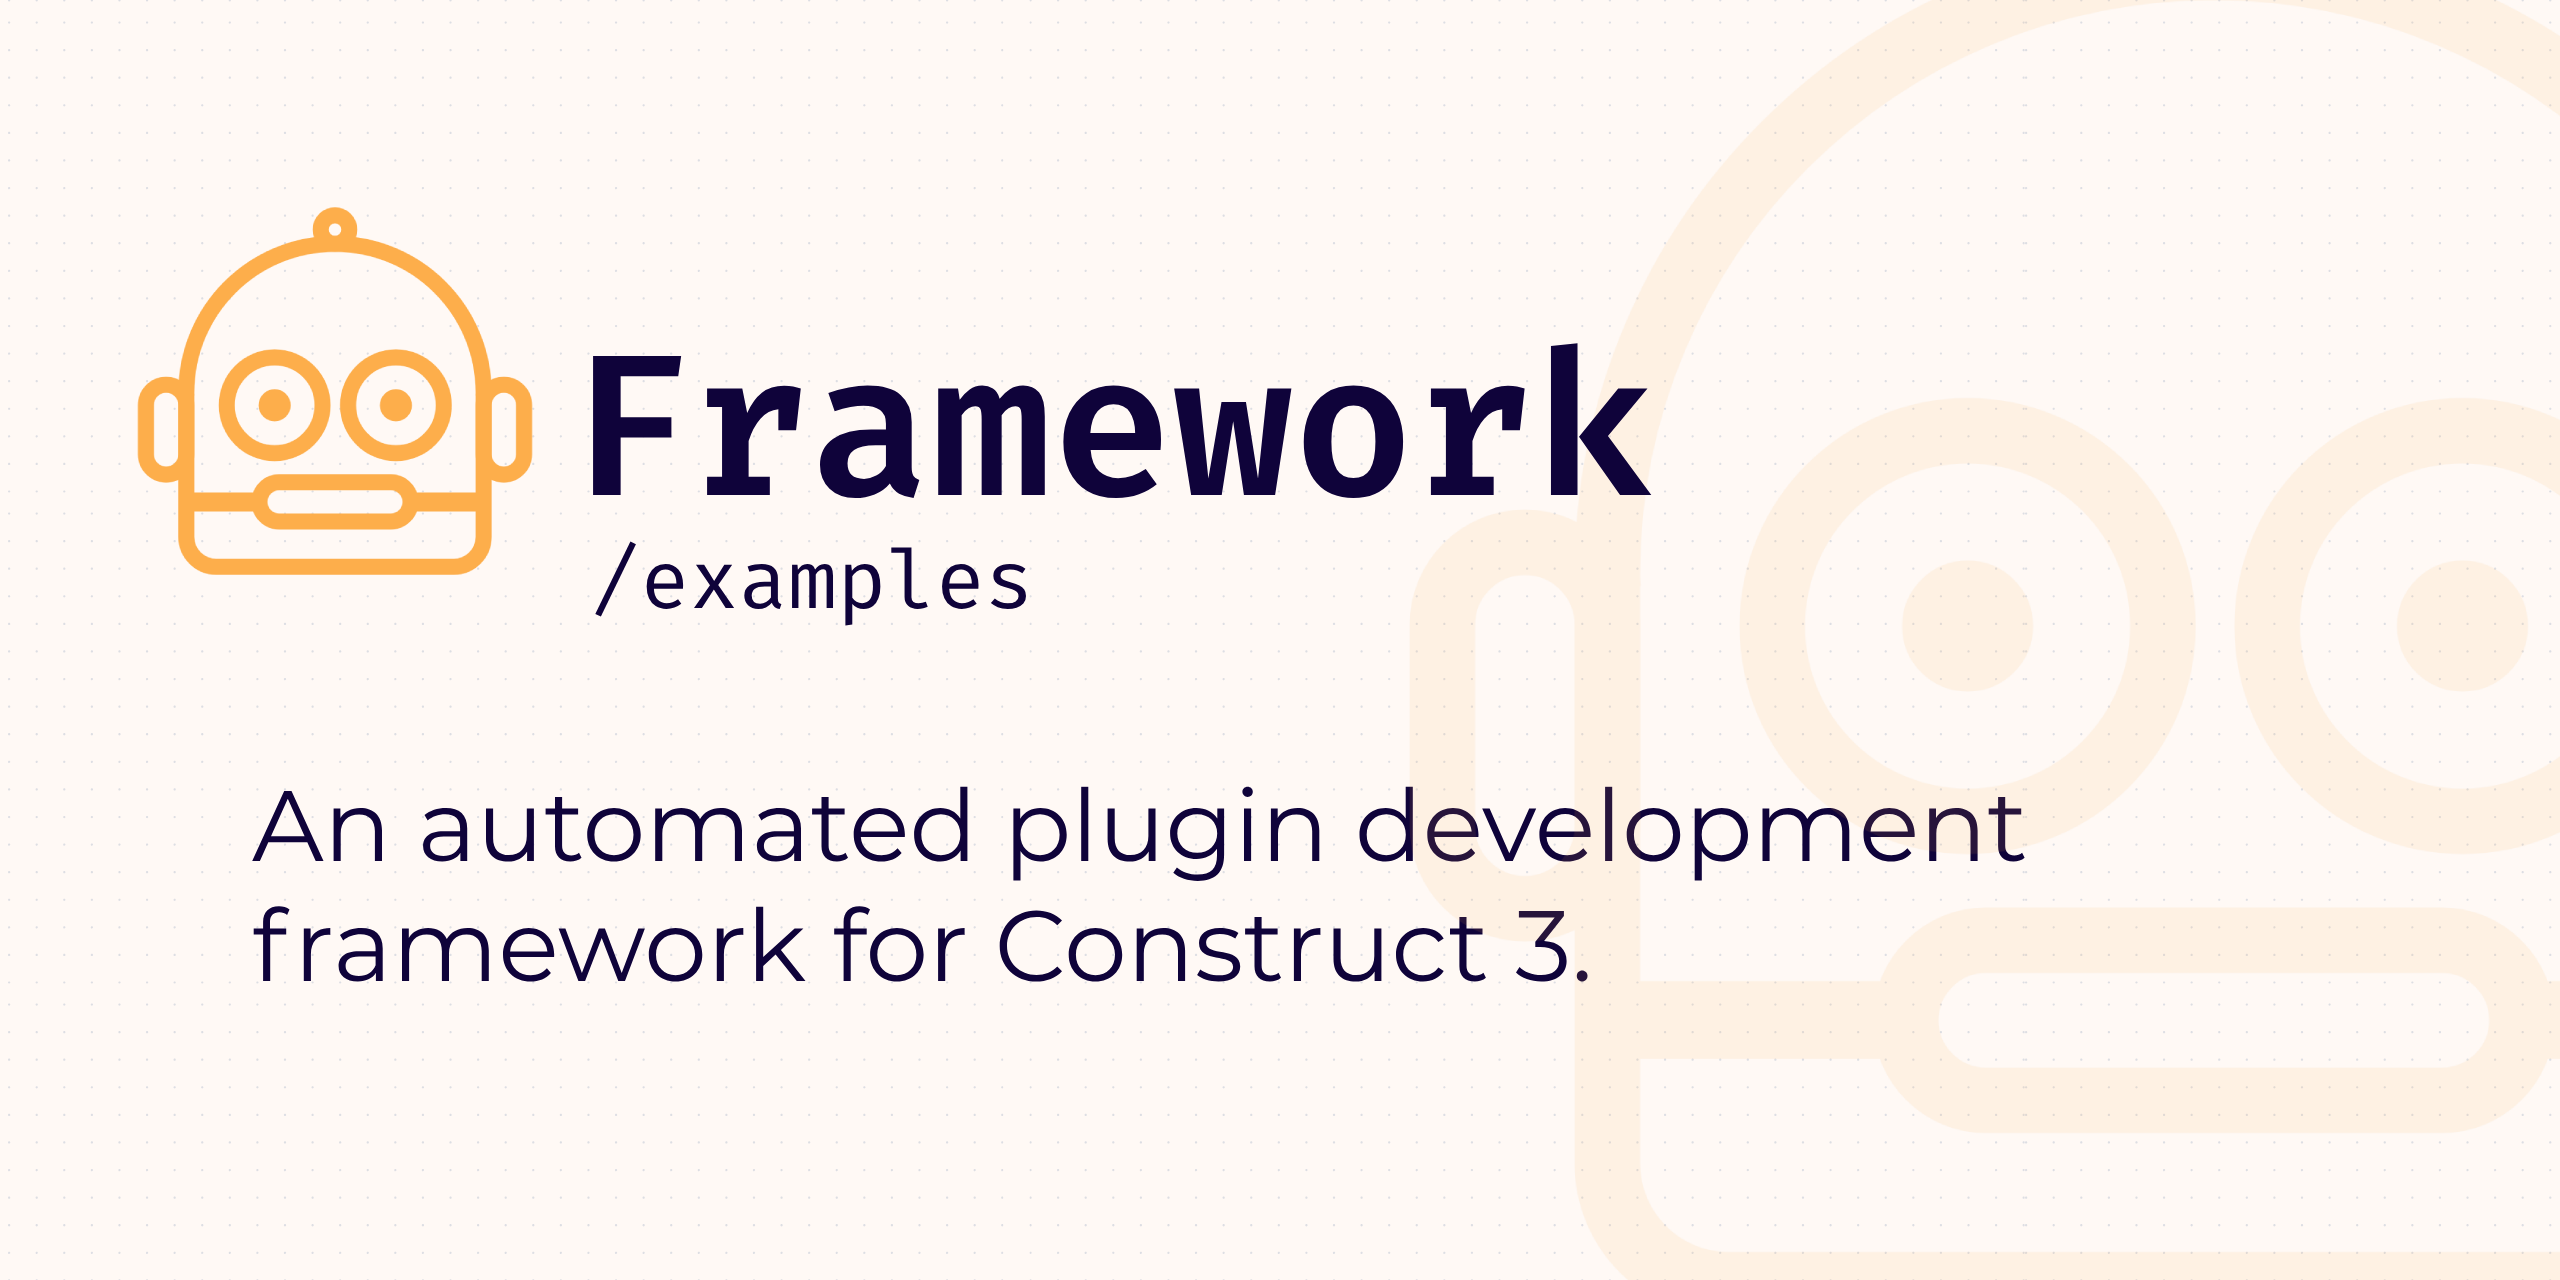 Framework
/examples
An automated plugin development
framework for Construct 3.